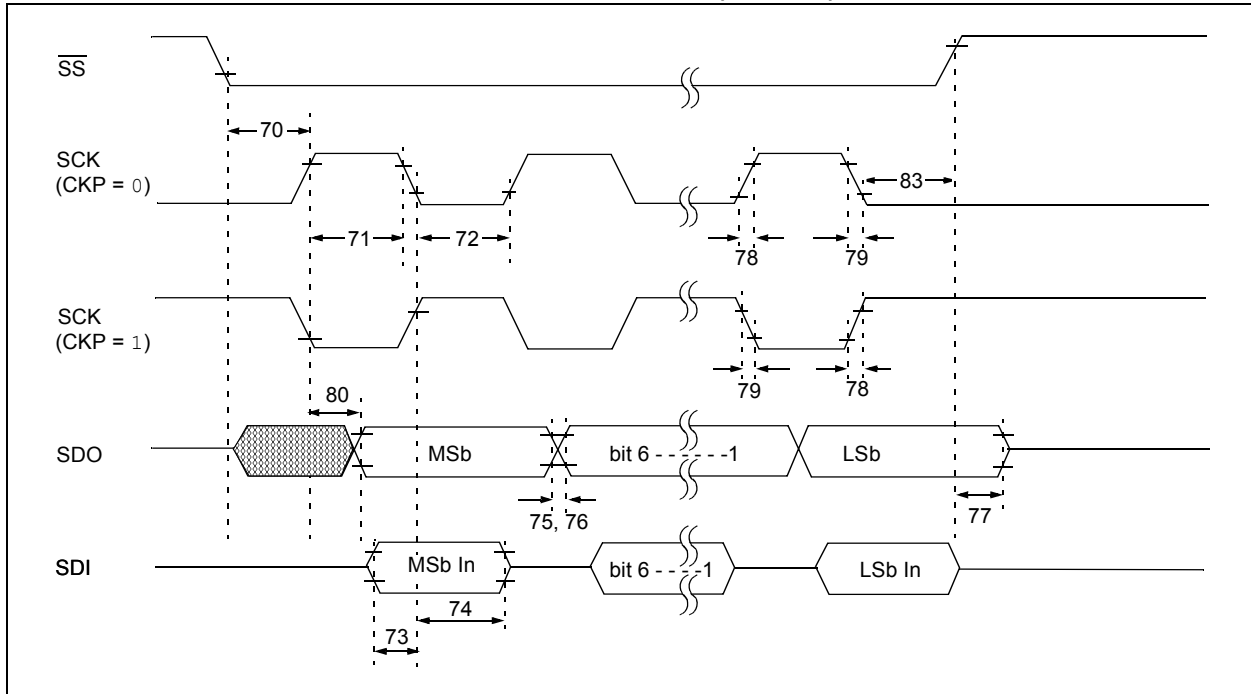 SS
70
SCK
(CKP = 0)
83
71
72
78
79
SCK
(CKP = 1)
79
78
80
SDO
MSb
bit 6 - - - - - -1
LSb
75, 76
77
SDI
MSb In
bit 6 - - - -1
LSb In
74
73